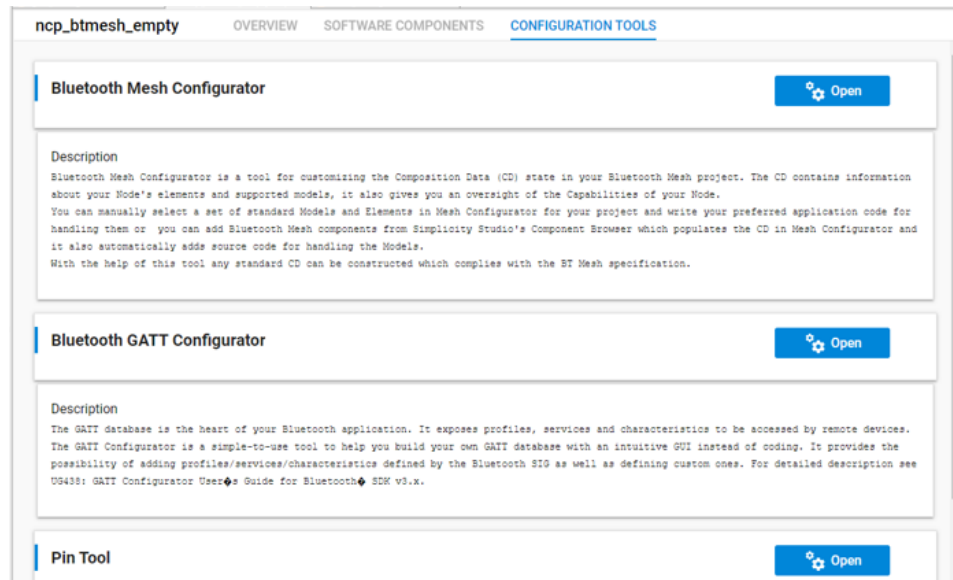 ncp_btmesh_empty OVERVIEW SOFTWARE COMPONENTS CONFIGURATION TOOLS
Bluetooth Mesh Configurator Open
Description
Bluetooth Mesh Configurator is a tool for customizing the Composition Data (CD) state in your Bluetooth Mesh project. The CD contains information
about your Node's elements and supported models, it also gives you an oversight of the Capabilities of your Node.
You can manually select a set of standard Models and Elements in Mesh Configurator for your project and write your preferred application code for
handling them or you can add Bluetooth Mesh components from Simplicity Studio's Component Browser which populates the CD in Mesh Configurator and
it also automatically adds source code for handling the Models.
With the help of this tool any standard CD can be constructed which complies with the BT Mesh specification.
Bluetooth GATT Configurator Open
Description
The GATT database is the heart of your Bluetooth application. It exposes profiles, services and characteristics to be accessed by remote devices.
The GATT Configurator is a simple-to-use tool to help you build your own GATT database with an intuitive GUI instead of coding. It provides the
possibility of adding profiles/services/characteristics defined by the Bluetooth SIG as well as defining custom ones. For detailed description see
UG438: GATT Configurator User�s Guide for Bluetooth� SDK v3.x.
Pin Tool Open